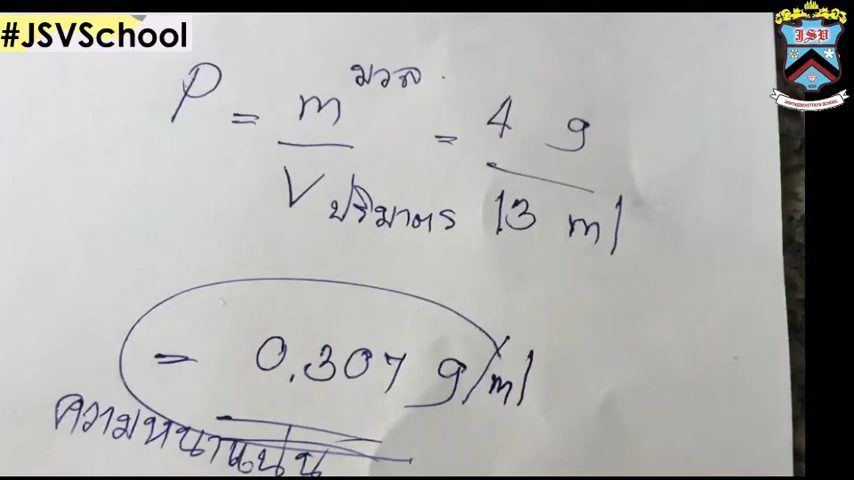 #JSVSchool
JSV
P = m มวล = 4 g
V ปริมาตร 13 ml
= 0.307 g/ml
ความหนาแน่น